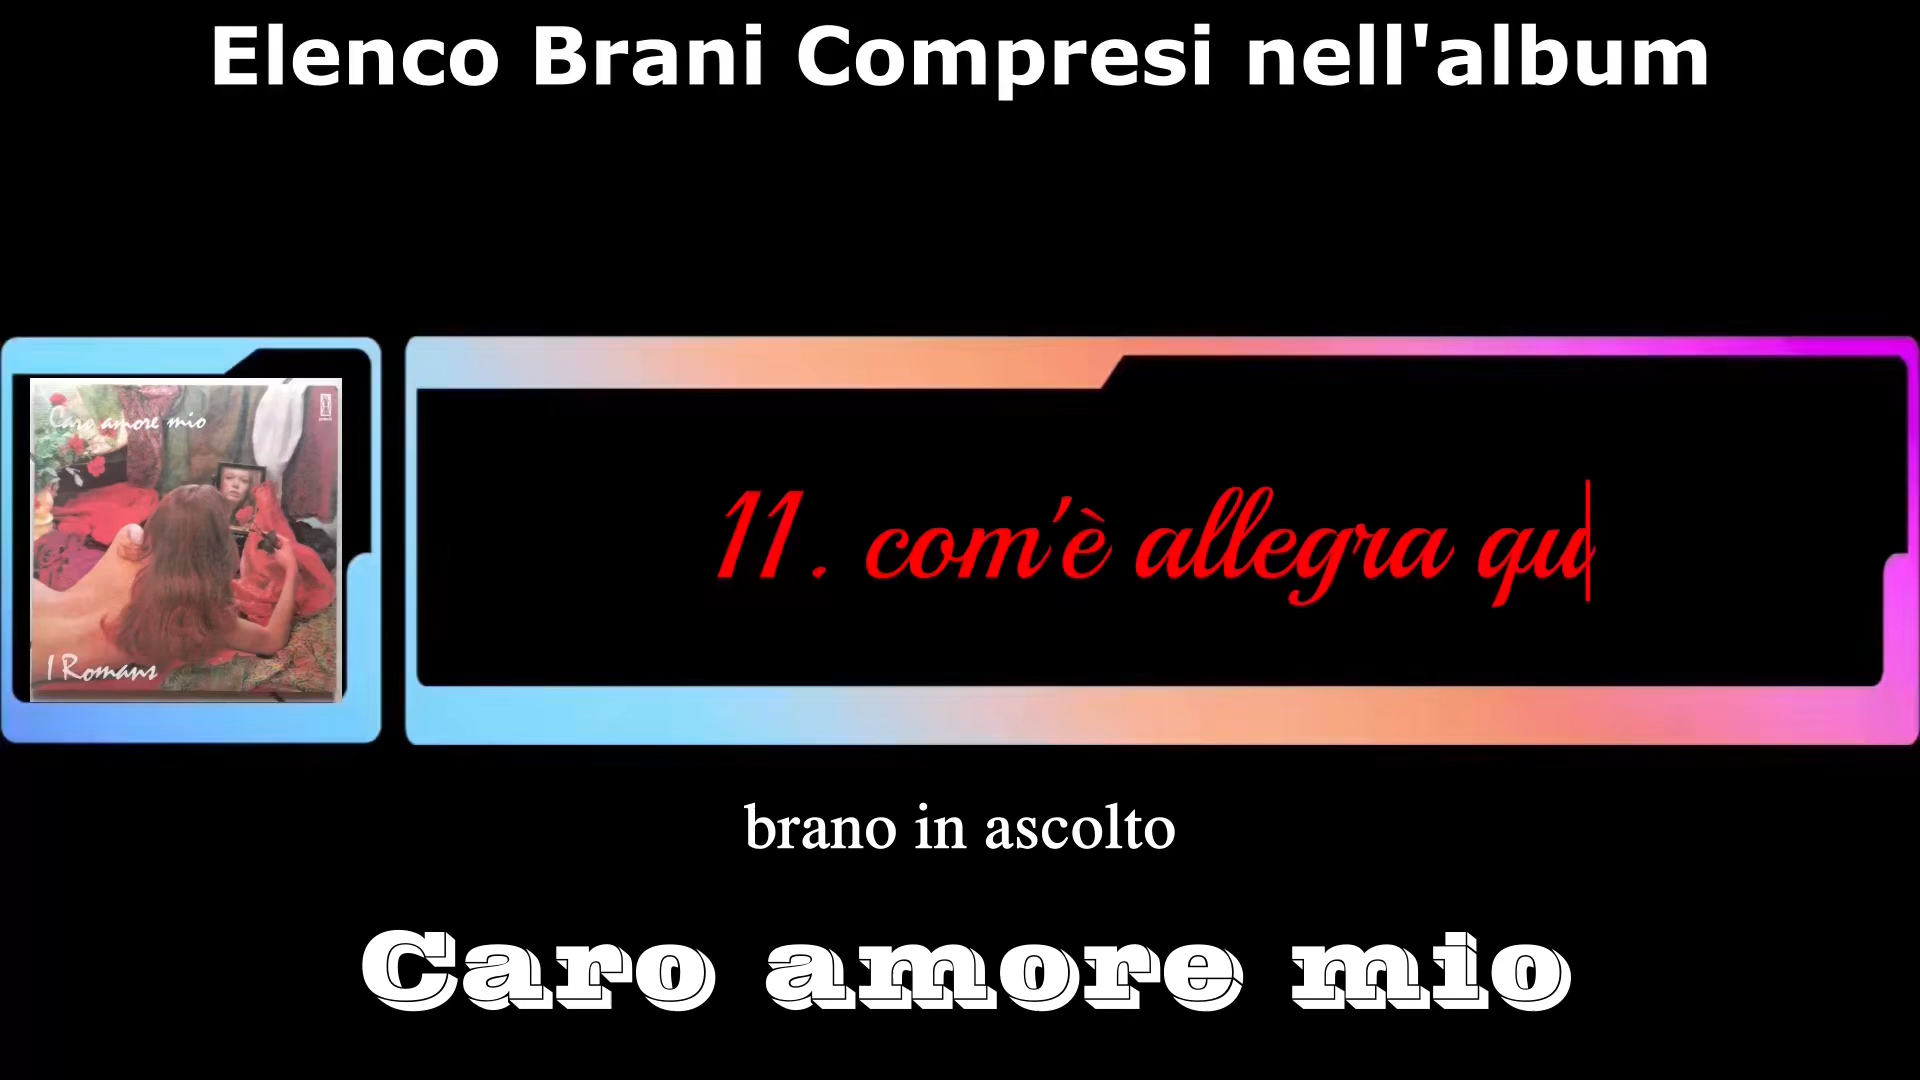 Elenco Brani Compresi nell'album
Caro amore mio
I Romans
11. com'è allegra qu
brano in ascolto
Caro amore mio